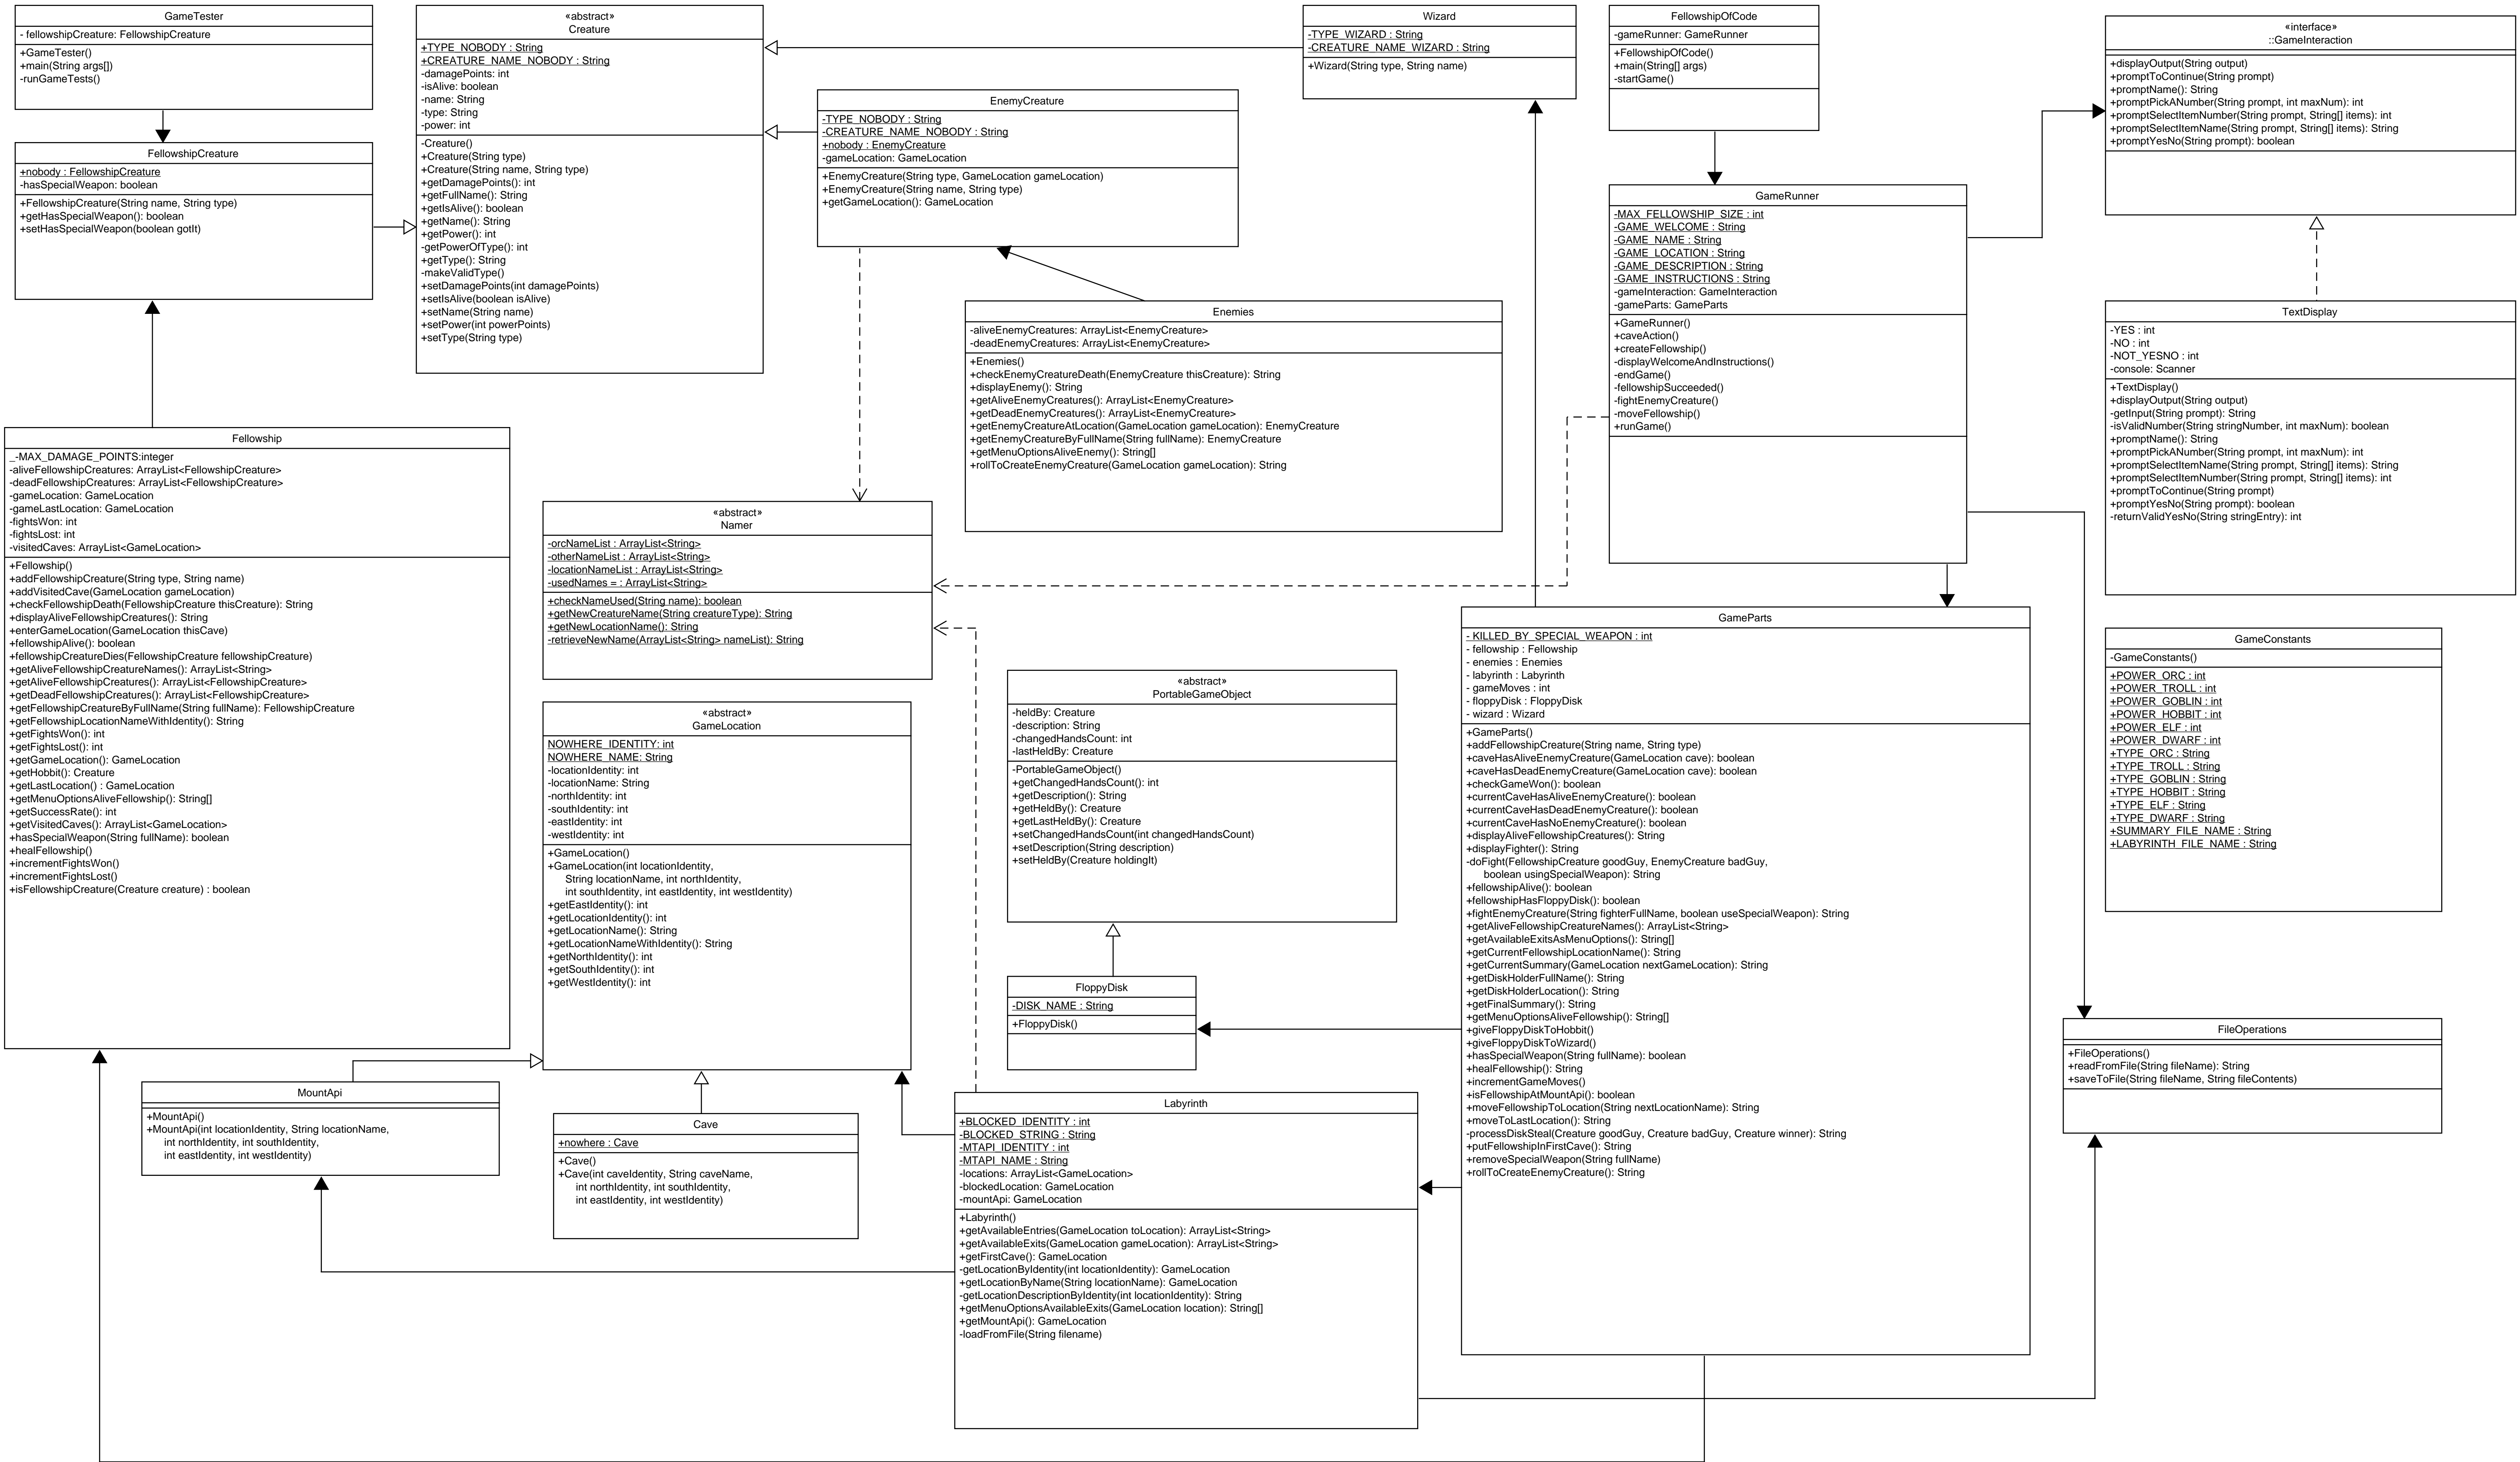 GameTester
- fellowshipCreature: FellowshipCreature
+GameTester()
+main(String args[])
-runGameTests()
FellowshipCreature
+nobody : FellowshipCreature
-hasSpecialWeapon: boolean
+FellowshipCreature(String name, String type)
+getHasSpecialWeapon(): boolean
+setHasSpecialWeapon(boolean gotIt)
«abstract»
Creature
+TYPE_NOBODY : String
+CREATURE_NAME_NOBODY : String
-damagePoints: int
-isAlive: boolean
-name: String
-type: String
-power: int
-Creature()
+Creature(String type)
+Creature(String name, String type)
+getDamagePoints(): int
+getFullName(): String
+getIsAlive(): boolean
+getName(): String
+getPower(): int
-getPowerOfType(): int
+getType(): String
-makeValidType()
+setDamagePoints(int damagePoints)
+setIsAlive(boolean isAlive)
+setName(String name)
+setPower(int powerPoints)
+setType(String type)
EnemyCreature
-TYPE_NOBODY : String
-CREATURE_NAME_NOBODY : String
+nobody : EnemyCreature
-gameLocation: GameLocation
+EnemyCreature(String type, GameLocation gameLocation)
+EnemyCreature(String name, String type)
+getGameLocation(): GameLocation
Wizard
-TYPE_WIZARD : String
-CREATURE_NAME_WIZARD : String
+Wizard(String type, String name)
FellowshipOfCode
-gameRunner: GameRunner
+FellowshipOfCode()
+main(String[] args)
-startGame()
«interface»
::GameInteraction
+displayOutput(String output)
+promptToContinue(String prompt)
+promptName(): String
+promptPickANumber(String prompt, int maxNum): int
+promptSelectItemNumber(String prompt, String[] items): int
+promptSelectItemName(String prompt, String[] items): String
+promptYesNo(String prompt): boolean
GameRunner
-MAX_FELLOWSHIP_SIZE : int
-GAME_WELCOME : String
-GAME_NAME : String
-GAME_LOCATION : String
-GAME_DESCRIPTION : String
-GAME_INSTRUCTIONS : String
-gameInteraction: GameInteraction
-gameParts: GameParts
+GameRunner()
+caveAction()
+createFellowship()
-displayWelcomeAndInstructions()
-endGame()
-fellowshipSucceeded()
-fightEnemyCreature()
-moveFellowship()
+runGame()
Enemies
-aliveEnemyCreatures: ArrayList<EnemyCreature>
-deadEnemyCreatures: ArrayList<EnemyCreature>
+Enemies()
+checkEnemyCreatureDeath(EnemyCreature thisCreature): String
+displayEnemy(): String
+getAliveEnemyCreatures(): ArrayList<EnemyCreature>
+getDeadEnemyCreatures(): ArrayList<EnemyCreature>
+getEnemyCreatureAtLocation(GameLocation gameLocation): EnemyCreature
+getEnemyCreatureByFullName(String fullName): EnemyCreature
+getMenuOptionsAliveEnemy(): String[]
+rollToCreateEnemyCreature(GameLocation gameLocation): String
TextDisplay
-YES : int
-NO : int
-NOT_YESNO : int
-console: Scanner
+TextDisplay()
+displayOutput(String output)
-getInput(String prompt): String
-isValidNumber(String stringNumber, int maxNum): boolean
+promptName(): String
+promptPickANumber(String prompt, int maxNum): int
+promptSelectItemName(String prompt, String[] items): String
+promptSelectItemNumber(String prompt, String[] items): int
+promptToContinue(String prompt)
+promptYesNo(String prompt): boolean
-returnValidYesNo(String stringEntry): int
Fellowship
_-MAX_DAMAGE_POINTS:integer
-aliveFellowshipCreatures: ArrayList<FellowshipCreature>
-deadFellowshipCreatures: ArrayList<FellowshipCreature>
-gameLocation: GameLocation
-gameLastLocation: GameLocation
-fightsWon: int
-fightsLost: int
-visitedCaves: ArrayList<GameLocation>
+Fellowship()
+addFellowshipCreature(String type, String name)
+addVisitedCave(GameLocation gameLocation)
+checkFellowshipDeath(FellowshipCreature thisCreature): String
+displayAliveFellowshipCreatures(): String
+enterGameLocation(GameLocation thisCave)
+fellowshipAlive(): boolean
+fellowshipCreatureDies(FellowshipCreature fellowshipCreature)
+getAliveFellowshipCreatureNames(): ArrayList<String>
+getAliveFellowshipCreatures(): ArrayList<FellowshipCreature>
+getDeadFellowshipCreatures(): ArrayList<FellowshipCreature>
+getFellowshipCreatureByFullName(String fullName): FellowshipCreature
+getFellowshipLocationNameWithIdentity(): String
+getFightsWon(): int
+getFightsLost(): int
+getGameLocation(): GameLocation
+getHobbit(): Creature
+getLastLocation() : GameLocation
+getMenuOptionsAliveFellowship(): String[]
+getSuccessRate(): int
+getVisitedCaves(): ArrayList<GameLocation>
+hasSpecialWeapon(String fullName): boolean
+healFellowship()
+incrementFightsWon()
+incrementFightsLost()
+isFellowshipCreature(Creature creature) : boolean
«abstract»
Namer
-orcNameList : ArrayList<String>
-otherNameList : ArrayList<String>
-locationNameList : ArrayList<String>
-usedNames = : ArrayList<String>
+checkNameUsed(String name): boolean
+getNewCreatureName(String creatureType): String
+getNewLocationName(): String
-retrieveNewName(ArrayList<String> nameList): String
«abstract»
GameLocation
NOWHERE_IDENTITY: int
NOWHERE_NAME: String
-locationIdentity: int
-locationName: String
-northIdentity: int
-southIdentity: int
-eastIdentity: int
-westIdentity: int
+GameLocation()
+GameLocation(int locationIdentity,
String locationName, int northIdentity,
int southIdentity, int eastIdentity, int westIdentity)
+getEastIdentity(): int
+getLocationIdentity(): int
+getLocationName(): String
+getLocationNameWithIdentity(): String
+getNorthIdentity(): int
+getSouthIdentity(): int
+getWestIdentity(): int
«abstract»
PortableGameObject
-heldBy: Creature
-description: String
-changedHandsCount: int
-lastHeldBy: Creature
-PortableGameObject()
+getChangedHandsCount(): int
+getDescription(): String
+getHeldBy(): Creature
+getLastHeldBy(): Creature
+setChangedHandsCount(int changedHandsCount)
+setDescription(String description)
+setHeldBy(Creature holdingIt)
FloppyDisk
-DISK_NAME : String
+FloppyDisk()
GameParts
- KILLED_BY_SPECIAL_WEAPON : int
- fellowship : Fellowship
- enemies : Enemies
- labyrinth : Labyrinth
- gameMoves : int
- floppyDisk : FloppyDisk
- wizard : Wizard
+GameParts()
+addFellowshipCreature(String name, String type)
+caveHasAliveEnemyCreature(GameLocation cave): boolean
+caveHasDeadEnemyCreature(GameLocation cave): boolean
+checkGameWon(): boolean
+currentCaveHasAliveEnemyCreature(): boolean
+currentCaveHasDeadEnemyCreature(): boolean
+currentCaveHasNoEnemyCreature(): boolean
+displayAliveFellowshipCreatures(): String
+displayFighter(): String
-doFight(FellowshipCreature goodGuy, EnemyCreature badGuy,
boolean usingSpecialWeapon): String
+fellowshipAlive(): boolean
+fellowshipHasFloppyDisk(): boolean
+fightEnemyCreature(String fighterFullName, boolean useSpecialWeapon): String
+getAliveFellowshipCreatureNames(): ArrayList<String>
+getAvailableExitsAsMenuOptions(): String[]
+getCurrentFellowshipLocationName(): String
+getCurrentSummary(GameLocation nextGameLocation): String
+getDiskHolderFullName(): String
+getDiskHolderLocation(): String
+getFinalSummary(): String
+getMenuOptionsAliveFellowship(): String[]
+giveFloppyDiskToHobbit()
+giveFloppyDiskToWizard()
+hasSpecialWeapon(String fullName): boolean
+healFellowship(): String
+incrementGameMoves()
+isFellowshipAtMountApi(): boolean
+moveFellowshipToLocation(String nextLocationName): String
+moveToLastLocation(): String
-processDiskSteal(Creature goodGuy, Creature badGuy, Creature winner): String
+putFellowshipInFirstCave(): String
+removeSpecialWeapon(String fullName)
+rollToCreateEnemyCreature(): String
GameConstants
-GameConstants()
+POWER_ORC : int
+POWER_TROLL : int
+POWER_GOBLIN : int
+POWER_HOBBIT : int
+POWER_ELF : int
+POWER_DWARF : int
+TYPE_ORC : String
+TYPE_TROLL : String
+TYPE_GOBLIN : String
+TYPE_HOBBIT : String
+TYPE_ELF : String
+TYPE_DWARF : String
+SUMMARY_FILE_NAME : String
+LABYRINTH_FILE_NAME : String
FileOperations
+FileOperations()
+readFromFile(String fileName): String
+saveToFile(String fileName, String fileContents)
MountApi
+MountApi()
+MountApi(int locationIdentity, String locationName,
int northIdentity, int southIdentity,
int eastIdentity, int westIdentity)
Cave
+nowhere : Cave
+Cave()
+Cave(int caveIdentity, String caveName,
int northIdentity, int southIdentity,
int eastIdentity, int westIdentity)
Labyrinth
+BLOCKED_IDENTITY : int
-BLOCKED_STRING : String
-MTAPI_IDENTITY : int
-MTAPI_NAME : String
-locations: ArrayList<GameLocation>
-blockedLocation: GameLocation
-mountApi: GameLocation
+Labyrinth()
+getAvailableEntries(GameLocation toLocation): ArrayList<String>
+getAvailableExits(GameLocation gameLocation): ArrayList<String>
+getFirstCave(): GameLocation
-getLocationByIdentity(int locationIdentity): GameLocation
+getLocationByName(String locationName): GameLocation
-getLocationDescriptionByIdentity(int locationIdentity): String
+getMenuOptionsAvailableExits(GameLocation location): String[]
+getMountApi(): GameLocation
-loadFromFile(String filename)